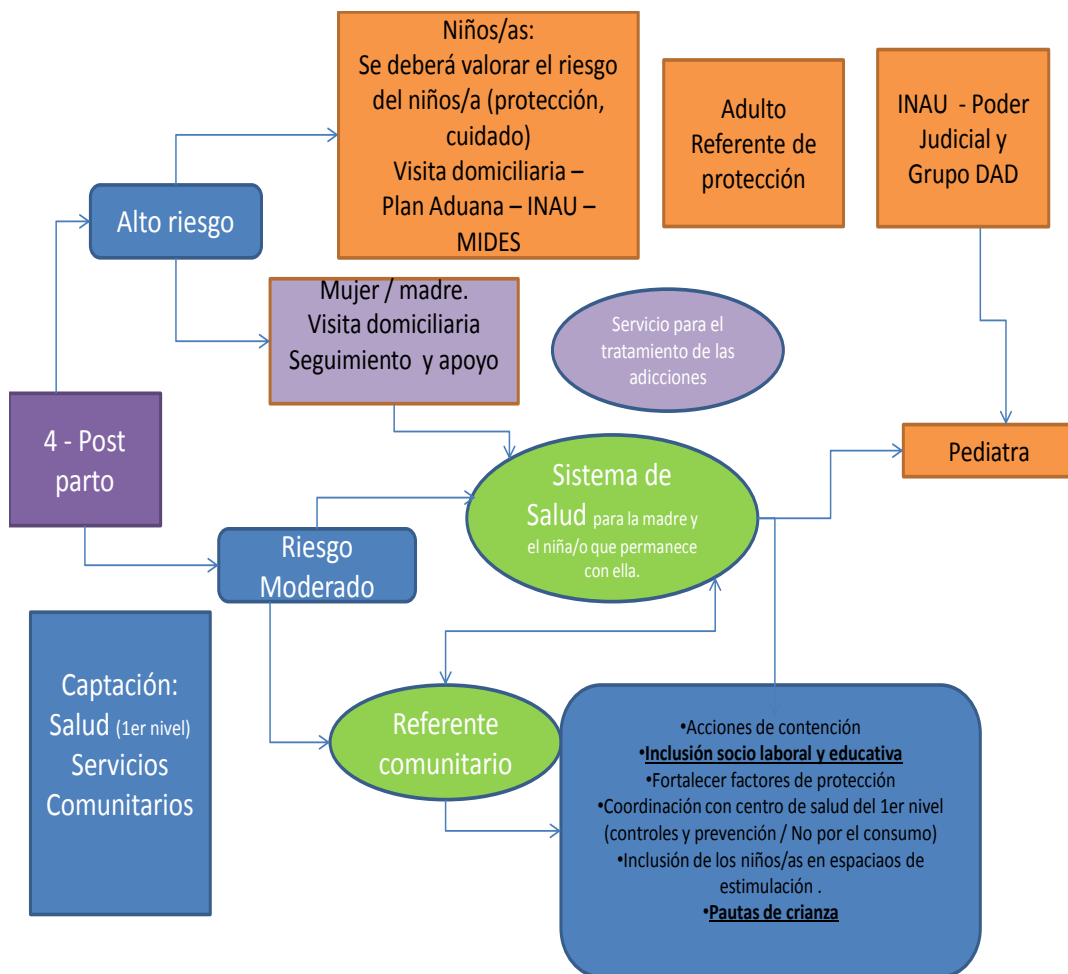 Niños/as:
Se deberá valorar el riesgo
del niños/a (protección,
cuidado)
Visita domiciliaria –
Plan Aduana – INAU –
MIDES
Adulto
Referente de
protección
INAU - Poder
Judicial y
Grupo DAD
Alto riesgo
Mujer / madre.
Visita domiciliaria
Seguimiento y apoyo
Servicio para el
tratamiento de las
adicciones
4 - Post
parto
Pediatra
Sistema de
Salud para la madre y
el niña/o que permanece
con ella.
Riesgo
Moderado
Captación:
Salud (1er nivel)
Servicios
Comunitarios
Referente
comunitario
•Acciones de contención
•Inclusión socio laboral y educativa
•Fortalecer factores de protección
•Coordinación con centro de salud del 1er nivel
(controles y prevención / No por el consumo)
•Inclusión de los niños/as en espaciaos de
estimulación .
•Pautas de crianza